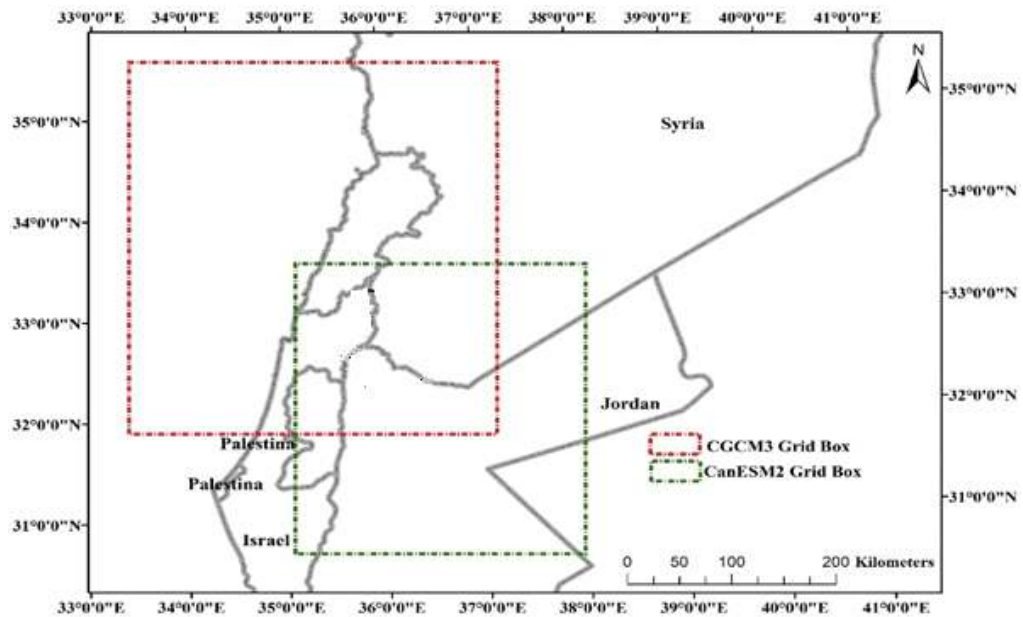 33°0'0"E 34°0'0"E 35°0'0"E 36°0'0"E 37°0'0"E 38°0'0"E 39°0'0"E 40°0'0"E 41°0'0"E
N
35°0'0"N
35°0'0"N
Syria
34°0'0"N
34°0'0"N
33°0'0"N
33°0'0"N
32°0'0"N
32°0'0"N
Jordan
Palestina
CGCM3 Grid Box
CanESM2 Grid Box
Palestina
31°0'0"N
31°0'0"N
Israel
0 50 100 200 Kilometers
33°0'0"E 34°0'0"E 35°0'0"E 36°0'0"E 37°0'0"E 38°0'0"E 39°0'0"E 40°0'0"E 41°0'0"E